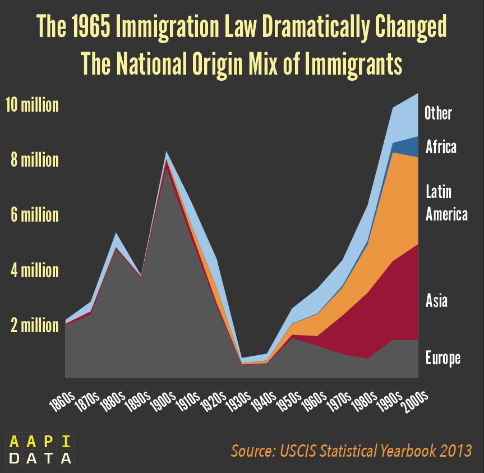 The 1965 Immigration Law Dramatically Changed
The National Origin Mix of Immigrants
10 million
8 million
6 million
4 million
2 million
Other
Africa
Latin
America
Asia
Europe
1860s 1870s 1880s 1890s 1900s 1910s 1920s 1930s 1940s 1950s 1960s 1970s 1980s 1990s 2000s
AAPI
DATA
Source: USCIS Statistical Yearbook 2013